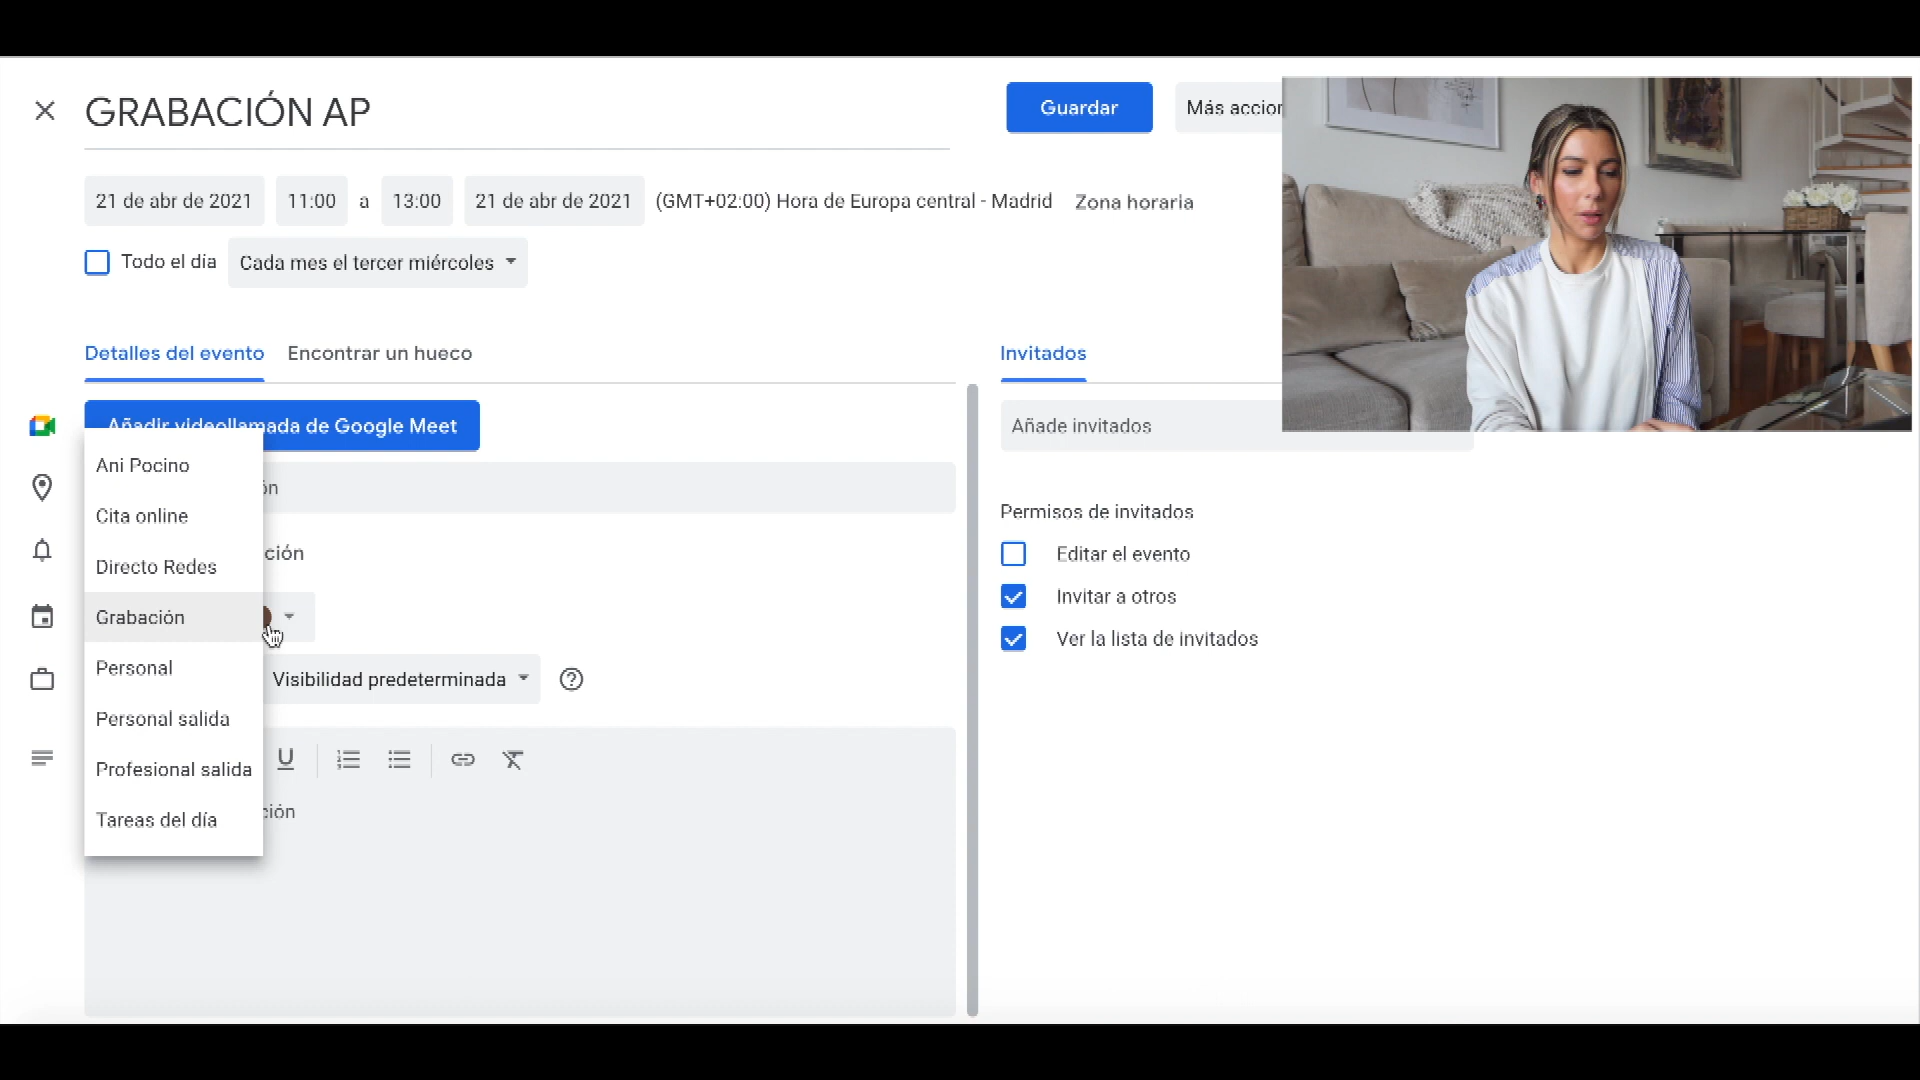 GRABACIÓN AP
Guardar
Más accion
21 de abr de 2021 11:00 a 13:00 21 de abr de 2021 (GMT+02:00) Hora de Europa central - Madrid Zona horaria
Todo el día Cada mes el tercer miércoles
Detalles del evento Encontrar un hueco
Invitados
Añadir videollamada de Google Meet
Añade invitados
Ani Pocino
ón
Cita online
Permisos de invitados
Directo Redes
ción
Editar el evento
Grabación
Invitar a otros
Personal
Visibilidad predeterminada
Ver la lista de invitados
Personal salida
Profesional salida
U
Tareas del día
ción